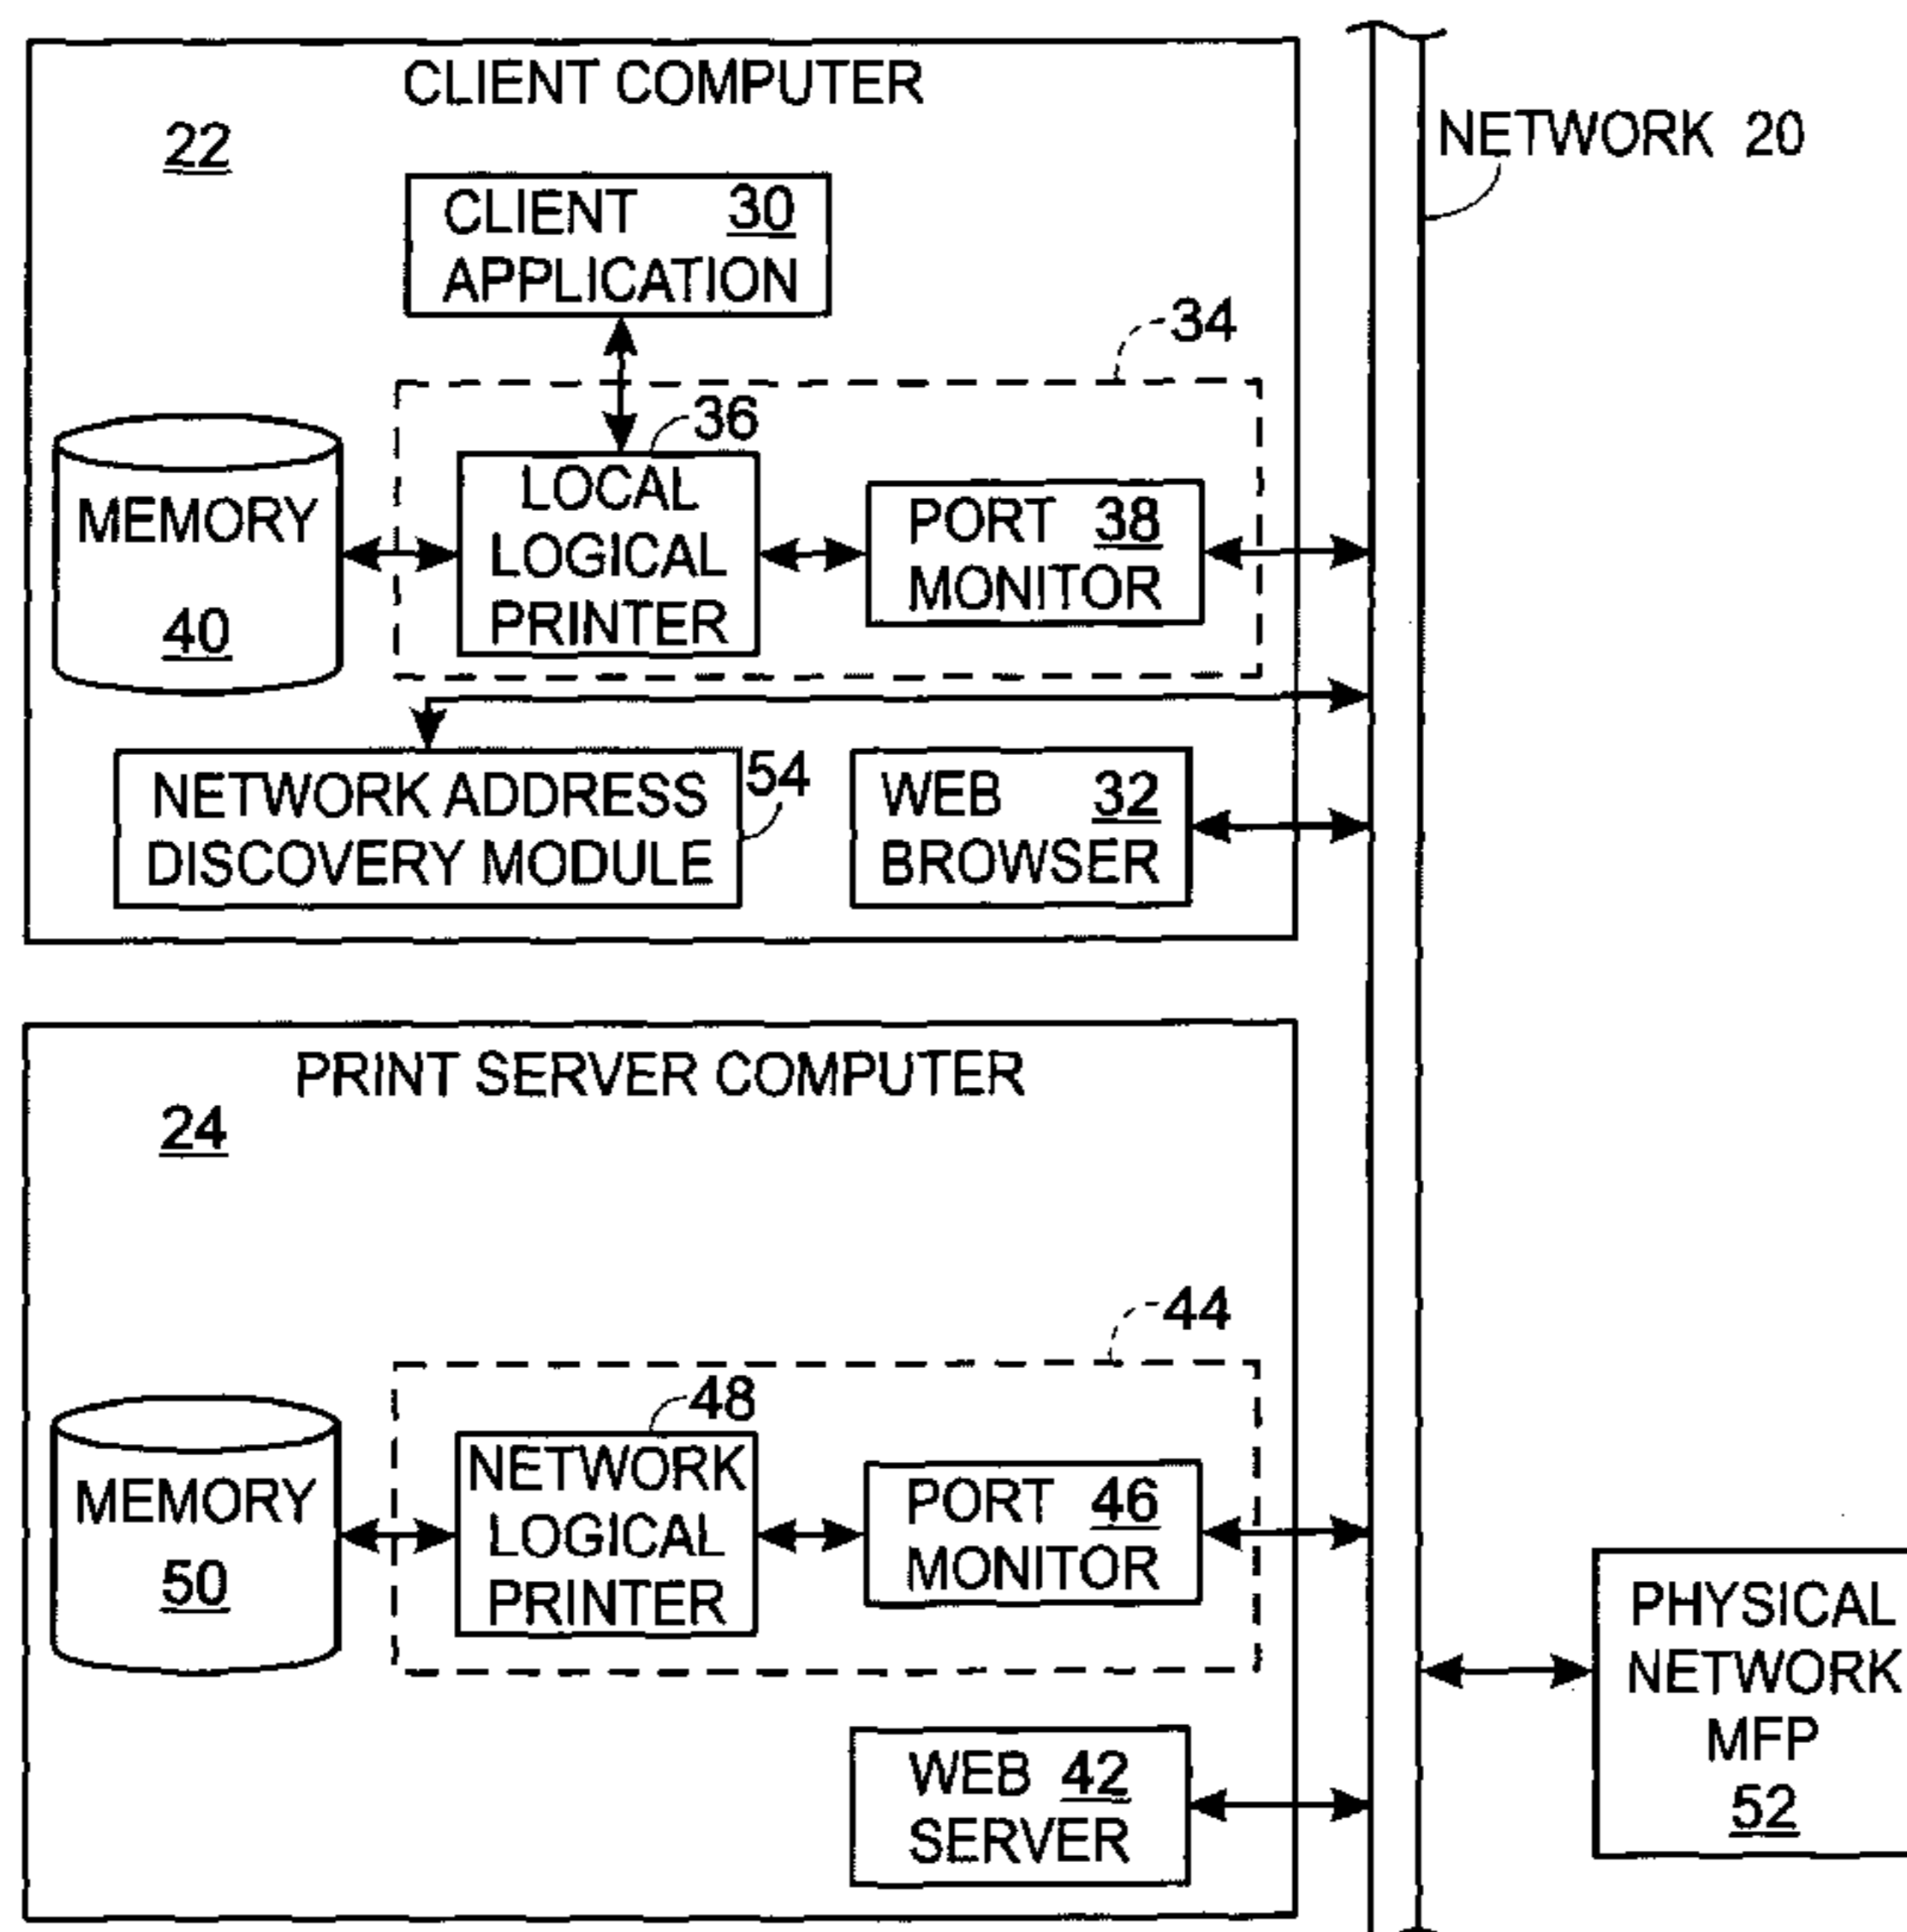 CLIENT COMPUTER
22
NETWORK 20
CLIENT 30
APPLICATION
34
36
LOCAL
LOGICAL
PRINTER
MEMORY
40
PORT 38
MONITOR
NETWORK ADDRESS
DISCOVERY MODULE
54
WEB 32
BROWSER
PRINT SERVER COMPUTER
24
44
48
NETWORK
LOGICAL
PRINTER
MEMORY
50
PORT 46
MONITOR
PHYSICAL
NETWORK
MFP
52
WEB 42
SERVER